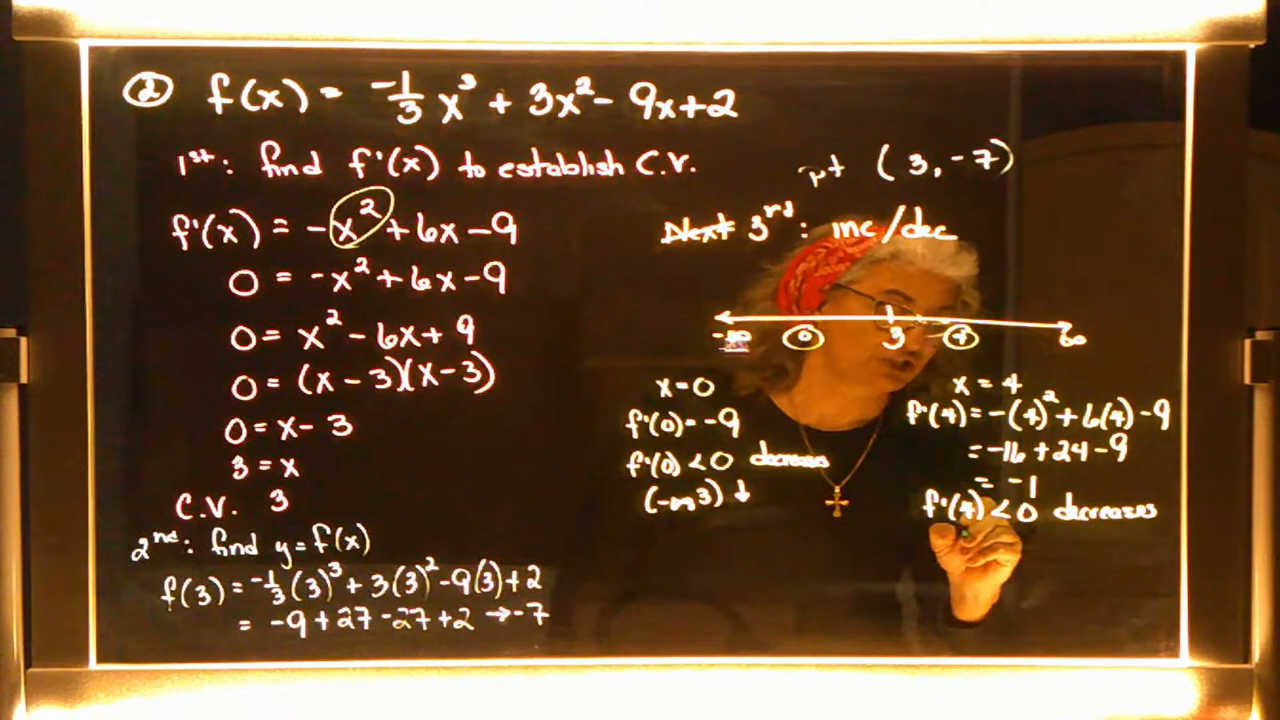 ② f(x) = -1/3 x³ + 3x² - 9x + 2
1st: find f'(x) to establish C.V.
f'(x) = -x² + 6x - 9
0 = -x² + 6x - 9
0 = x² - 6x + 9
0 = (x - 3)(x - 3)
0 = x - 3
3 = x
C.V. 3
2nd: find y = f(x)
f(3) = -1/3 (3)³ + 3(3)² - 9(3) + 2
= -9 + 27 - 27 + 2 → -7
pt (3, -7)
Next 3rd: inc/dec
-∞ 0 3 4 ∞
x = 0
f'(0) = -9
f'(0) < 0 decreases
(-∞, 3) ↓
x = 4
f'(4) = -(4)² + 6(4) - 9
= -16 + 24 - 9
= -1
f'(4) < 0 decreases